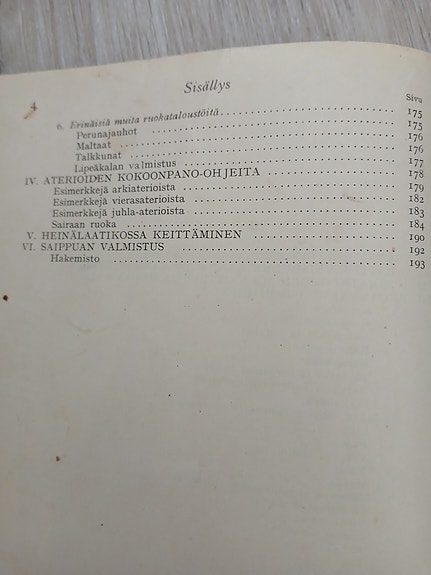 Sisällys
4
Sivu
6. Erinäisiä muita ruokataloustöitä 175
Perunajauhot 175
Maltaat 176
Talkkunat 176
Lipeäkalan valmistus 177
IV. ATERIOIDEN KOKOONPANO-OHJEITA 178
Esimerkkejä arkiaterioista 179
Esimerkkejä vierasaterioista 182
Esimerkkejä juhla-aterioista 183
Sairaan ruoka 184
V. HEINÄLAATIKOSSA KEITTÄMINEN 190
VI. SAIPPUAN VALMISTUS 192
Hakemisto 193